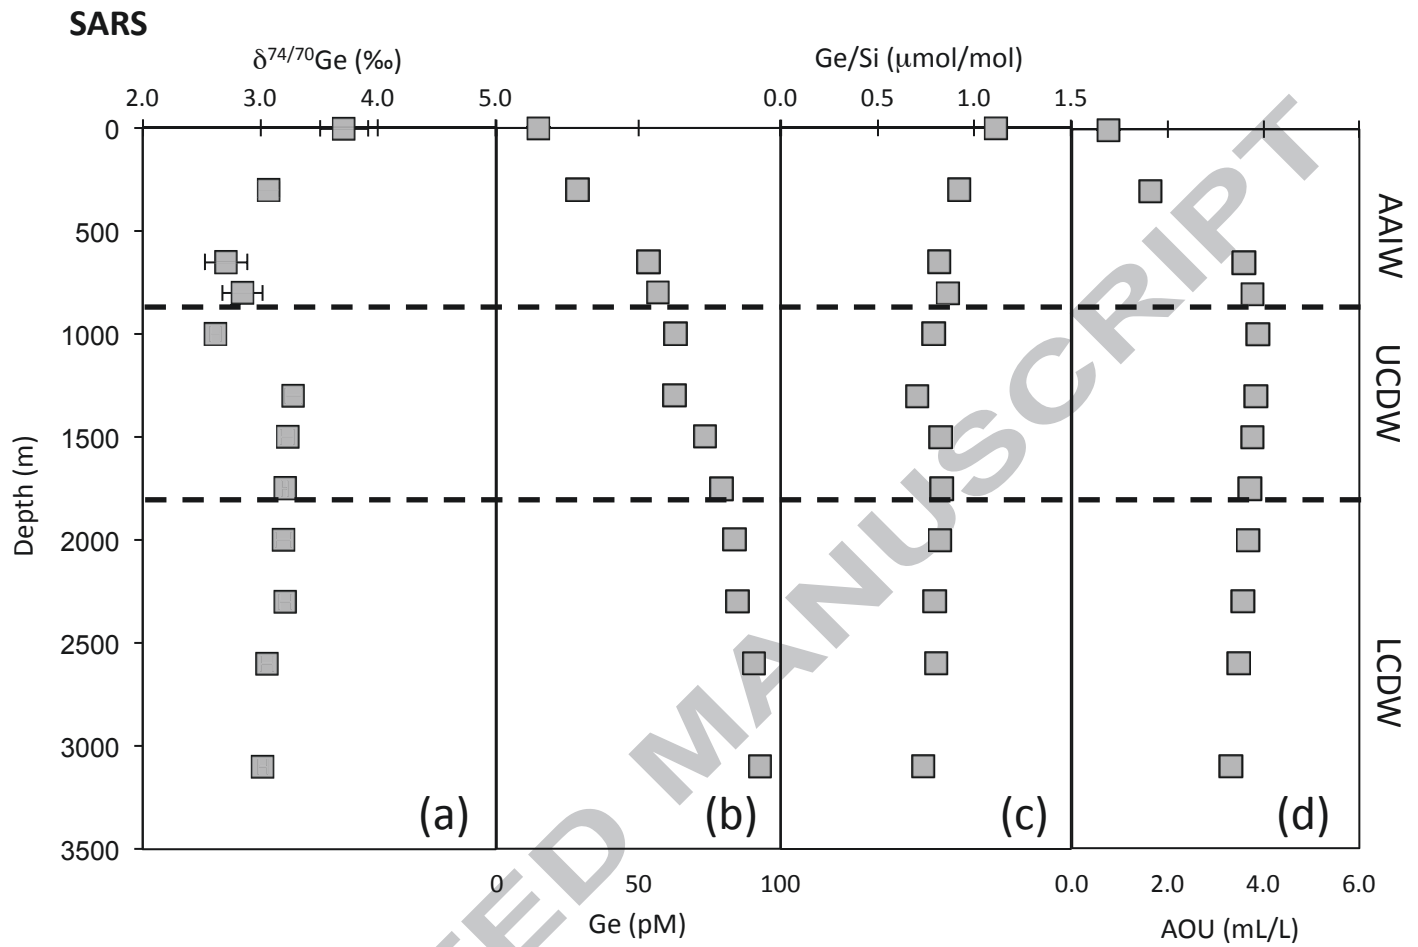 SARS
δ74/70Ge (‰)
Ge/Si (μmol/mol)
2.0 3.0 4.0 5.0 0.0 0.5 1.0 1.5
0
500
1000
1500
2000
2500
3000
3500
Depth (m)
(a) (b) (c) (d)
AAIW
UCDW
LCDW
0 50 100 0.0 2.0 4.0 6.0
Ge (pM)
AOU (mL/L)
TED MANUSCRIPT